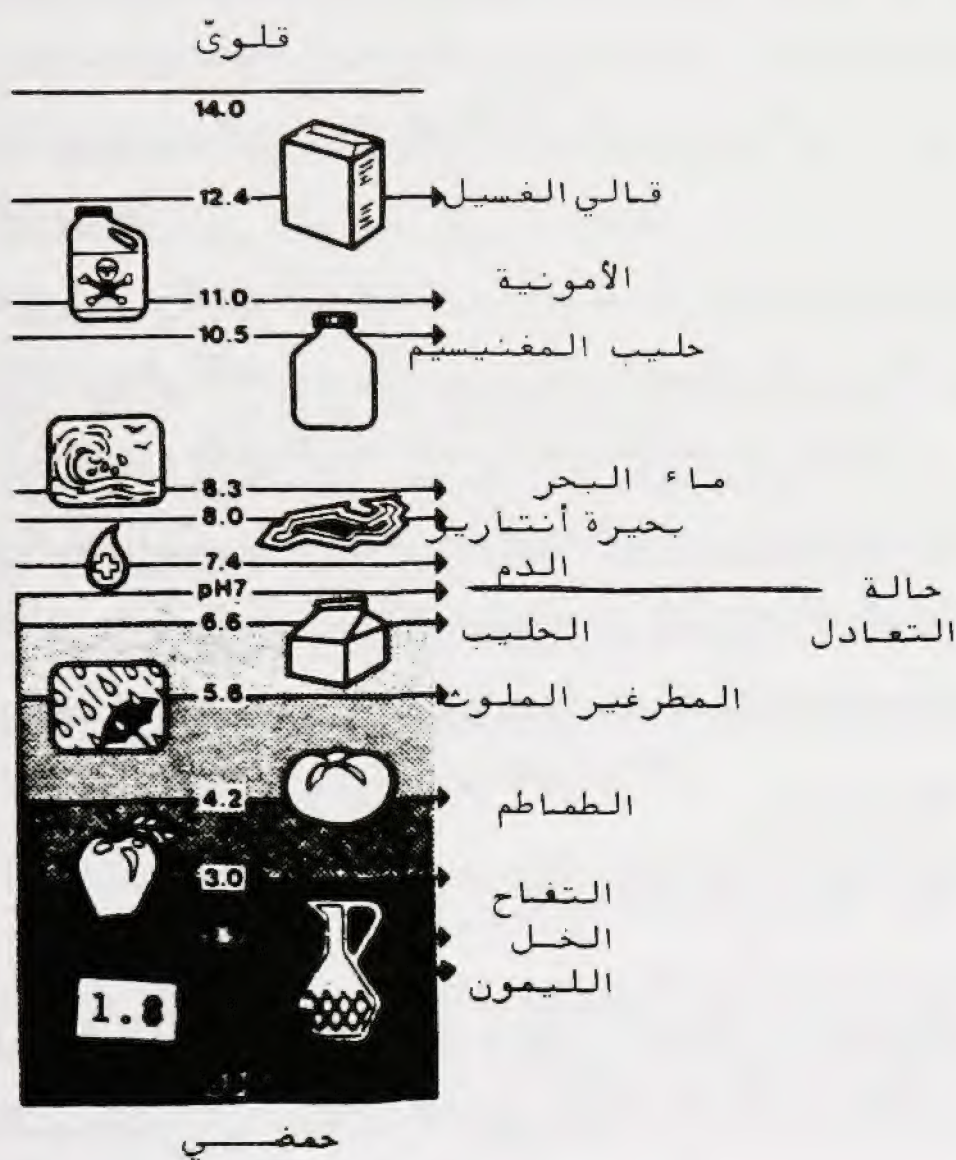 قلويّ
14.0
12.4 قالي الغسيل
الأمونية
11.0
10.5
حليب المغنيسيم
ماء البحر
8.3
8.0 بحيرة أنتاريو
7.4 الدم
pH7 حالة
6.6 الحليب التعادل
5.6 المطر غير الملوث
4.2 الطماطم
3.0 التفاح
الخل
الليمون
1.8
حمضي